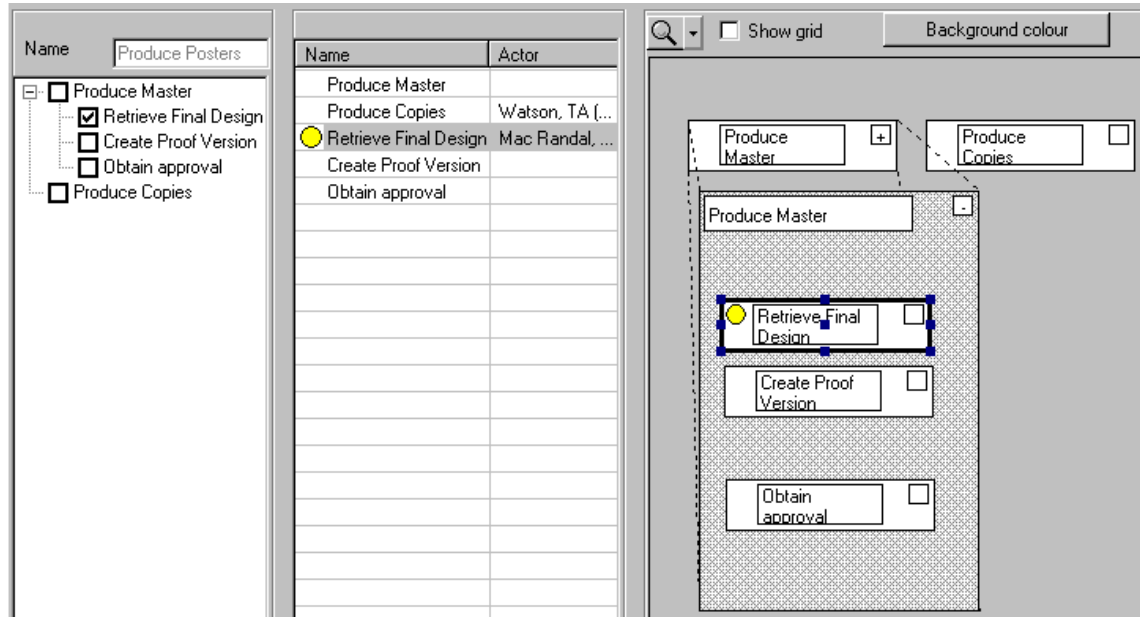 Name Produce Posters
Produce Master
Retrieve Final Design
Create Proof Version
Obtain approval
Produce Copies
Name Actor
Produce Master
Produce Copies Watson, TA (...
Retrieve Final Design Mac Randal, ...
Create Proof Version
Obtain approval
Show grid Background colour
Produce
Master
+
Produce
Copies
Produce Master
-
Retrieve Final
Design
Create Proof
Version
Obtain
approval